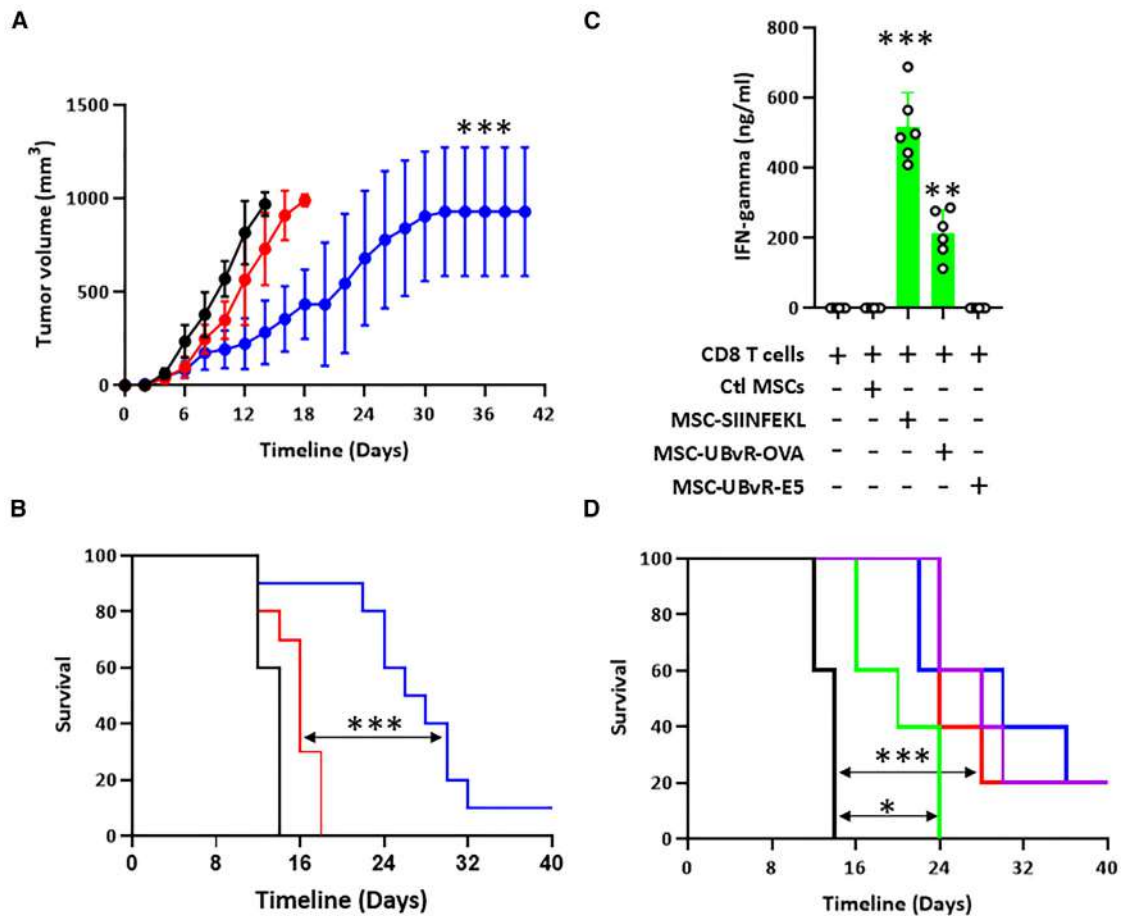 A
Tumor volume (mm³)
1500
1000
500
0
0 6 12 18 24 30 36 42
Timeline (Days)
***
C
IFN-gamma (ng/ml)
800
600
400
200
0
***
**
CD8 T cells + + + + +
Ctl MSCs - + - - -
MSC-SIINFEKL - - + - -
MSC-UBvR-OVA - - - + -
MSC-UBvR-E5 - - - - +
B
Survival
100
80
60
40
20
0
0 8 16 24 32 40
Timeline (Days)
***
D
Survival
100
80
60
40
20
0
0 8 16 24 32 40
Timeline (Days)
***
*